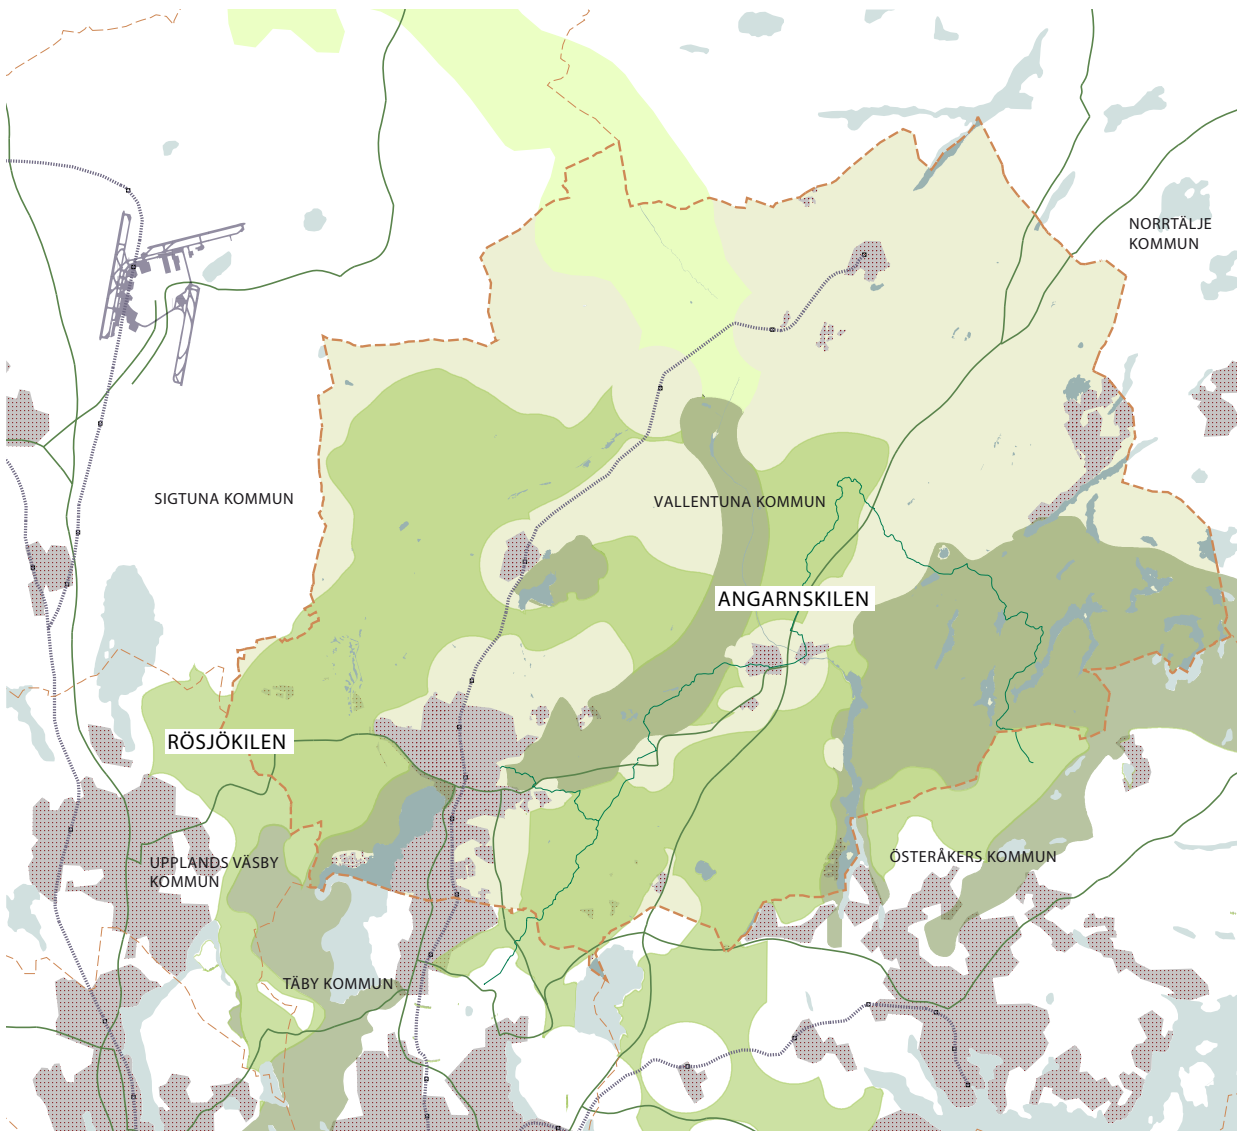 NORRTÄLJE
KOMMUN
SIGTUNA KOMMUN
VALLENTUNA KOMMUN
ANGARNSKILEN
RÖSJÖKILEN
UPPLANDS VÄSBY
KOMMUN
ÖSTERÅKERS KOMMUN
TÄBY KOMMUN